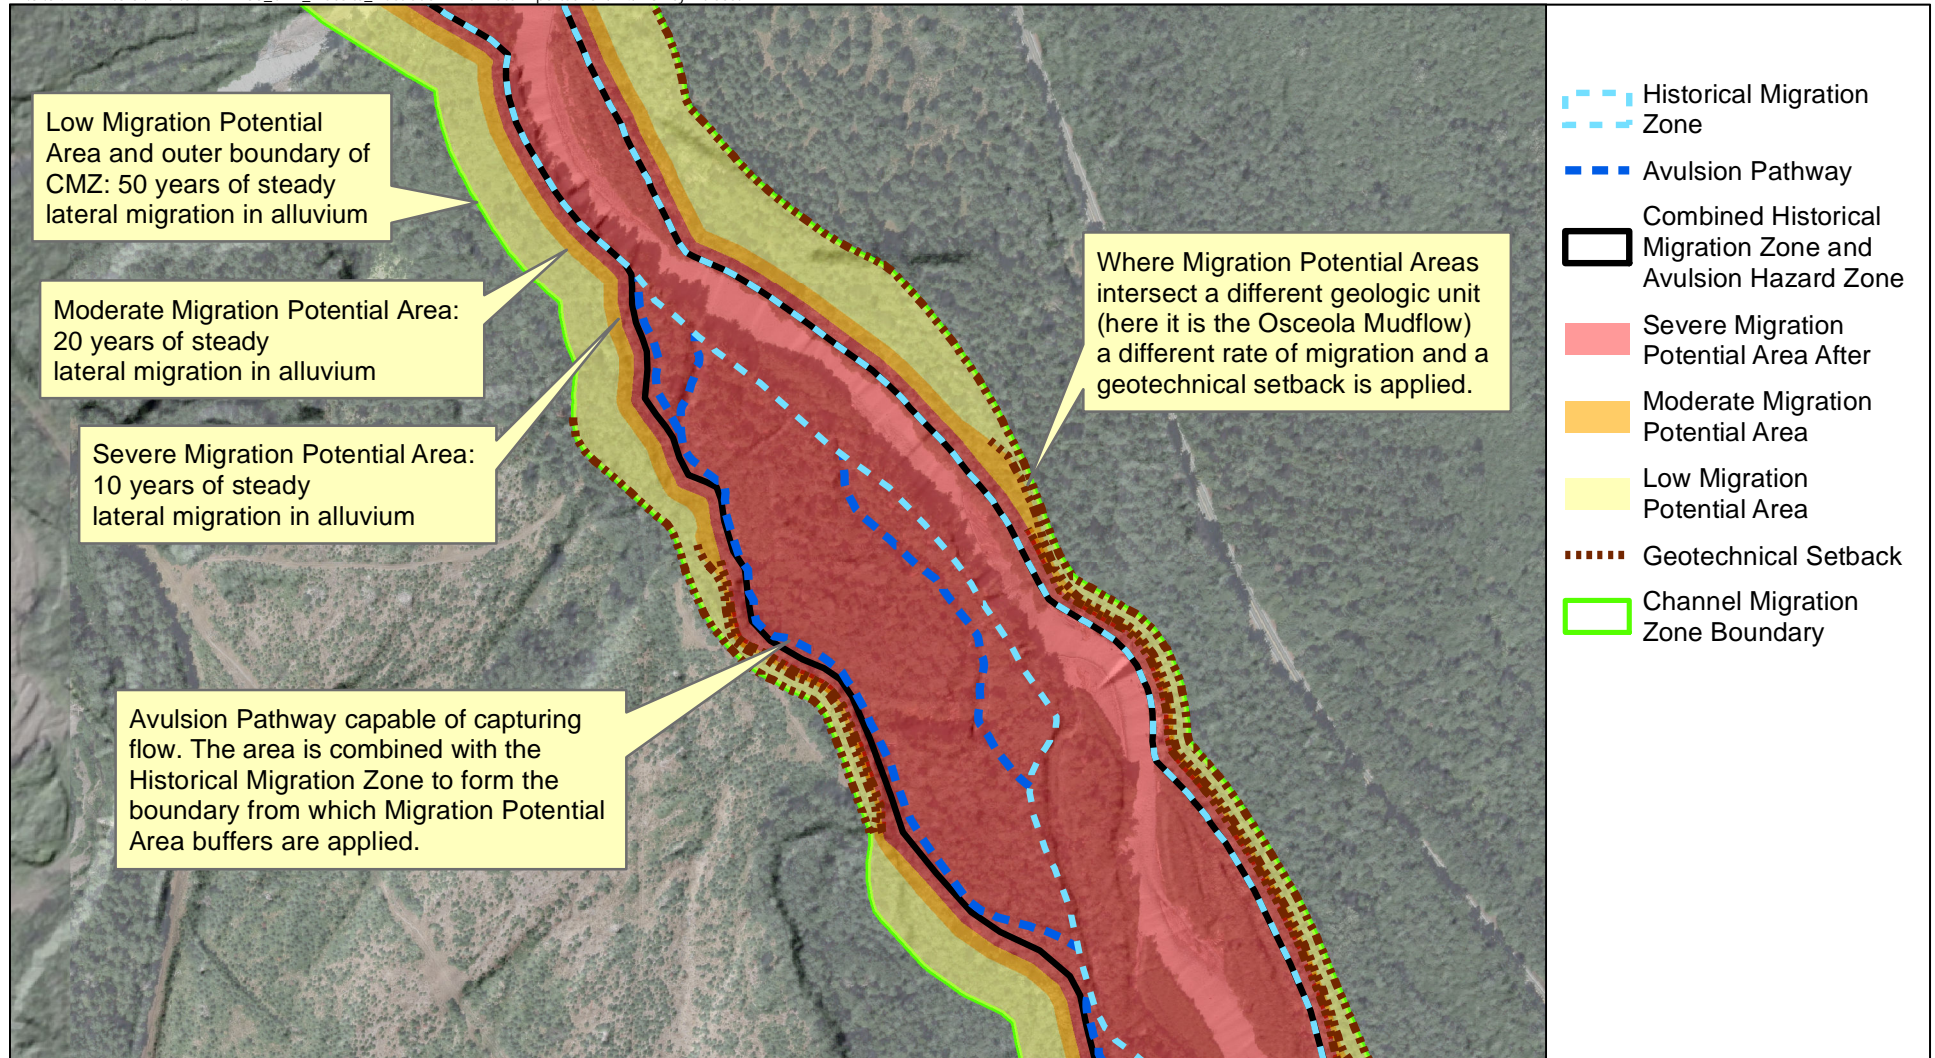 Low Migration Potential
Area and outer boundary of
CMZ: 50 years of steady
lateral migration in alluvium
Moderate Migration Potential Area:
20 years of steady
lateral migration in alluvium
Severe Migration Potential Area:
10 years of steady
lateral migration in alluvium
Avulsion Pathway capable of capturing
flow. The area is combined with the
Historical Migration Zone to form the
boundary from which Migration Potential
Area buffers are applied.
Where Migration Potential Areas
intersect a different geologic unit
(here it is the Osceola Mudflow)
a different rate of migration and a
geotechnical setback is applied.
Historical Migration
Zone
Avulsion Pathway
Combined Historical
Migration Zone and
Avulsion Hazard Zone
Severe Migration
Potential Area After
Moderate Migration
Potential Area
Low Migration
Potential Area
Geotechnical Setback
Channel Migration
Zone Boundary